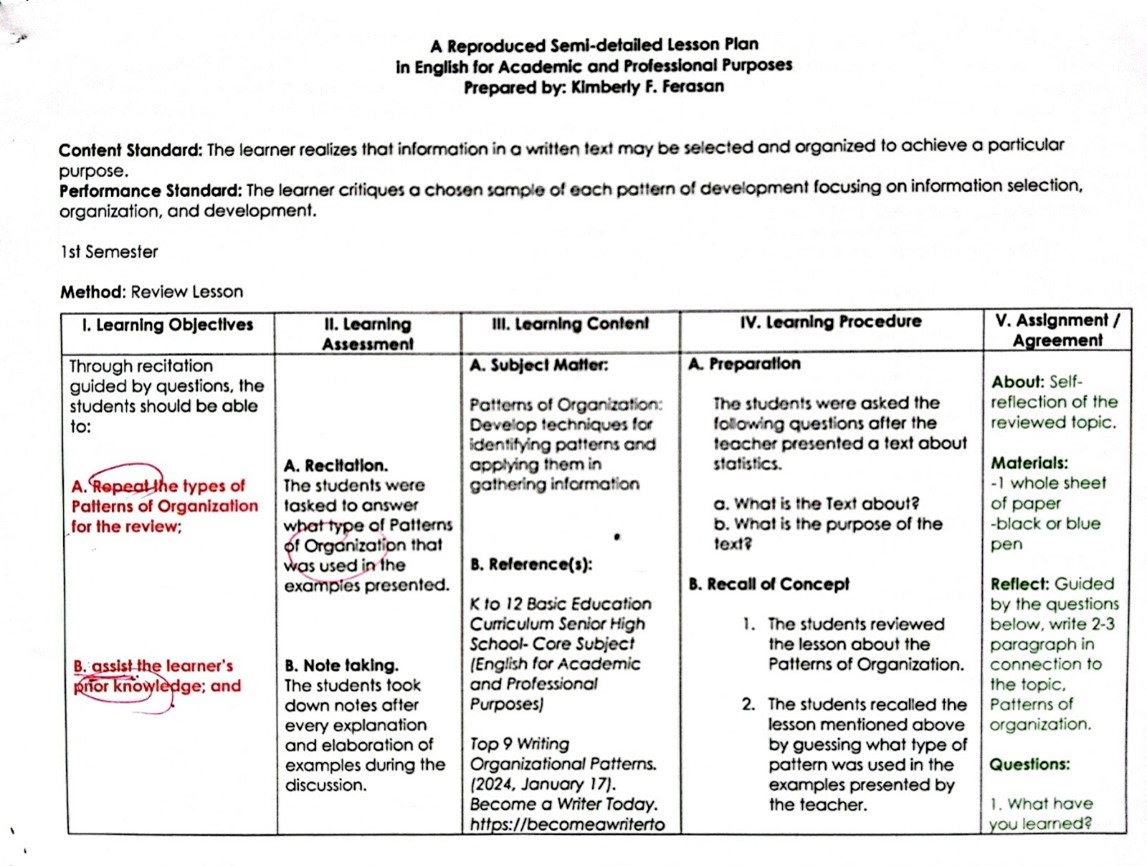 A Reproduced Semi-detailed Lesson Plan
in English for Academic and Professional Purposes
Prepared by: Kimberly F. Ferasan
Content Standard: The learner realizes that information in a written text may be selected and organized to achieve a particular
purpose.
Performance Standard: The learner critiques a chosen sample of each pattern of development focusing on information selection,
organization, and development.
1st Semester
Method: Review Lesson
I. Learning Objectives
Through recitation
guided by questions, the
students should be able
to:
A. Repeat the types of
Patterns of Organization
for the review;
B. assist the learner's
prior knowledge; and
II. Learning
Assessment
A. Recitation.
The students were
tasked to answer
what type of Patterns
of Organization that
was used in the
examples presented.
B. Note taking.
The students took
down notes after
every explanation
and elaboration of
examples during the
discussion.
III. Learning Content
A. Subject Matter:
Patterns of Organization:
Develop techniques for
identifying patterns and
applying them in
gathering information
B. Reference(s):
K to 12 Basic Education
Curriculum Senior High
School- Core Subject
(English for Academic
and Professional
Purposes)
Top 9 Writing
Organizational Patterns.
(2024, January 17).
Become a Writer Today.
https://becomeawriterto
IV. Learning Procedure
A. Preparation
The students were asked the
following questions after the
teacher presented a text about
statistics.
a. What is the Text about?
b. What is the purpose of the
text?
B. Recall of Concept
1. The students reviewed
the lesson about the
Patterns of Organization.
2. The students recalled the
lesson mentioned above
by guessing what type of
pattern was used in the
examples presented by
the teacher.
V. Assignment /
Agreement
About: Self-
reflection of the
reviewed topic.
Materials:
-1 whole sheet
of paper
-black or blue
pen
Reflect: Guided
by the questions
below, write 2-3
paragraph in
connection to
the topic,
Patterns of
organization.
Questions:
1. What have
you learned?